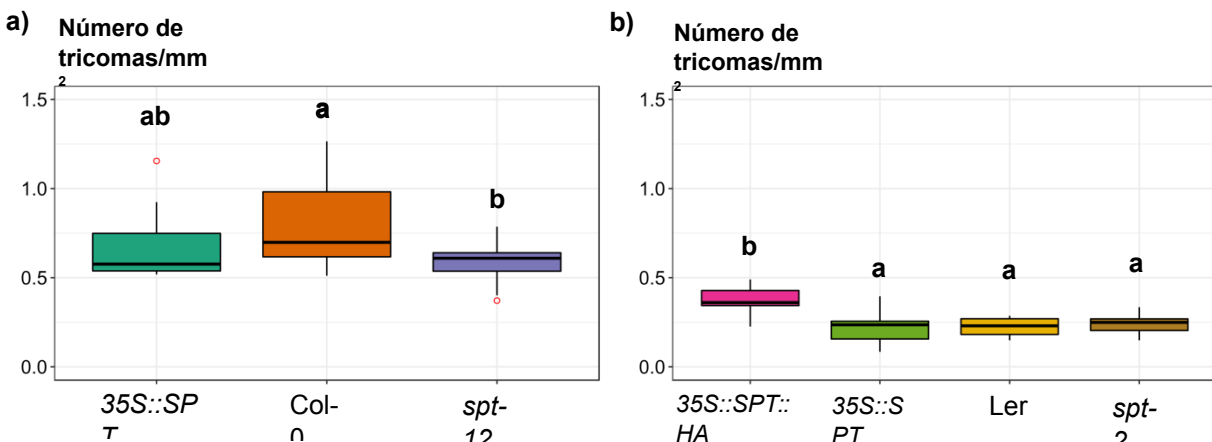 a)
Número de
tricomas/mm
2
1.5
1.0
0.5
0.0
ab
a
b
35S::SP
T
Col-
0
spt-
12
b)
Número de
tricomas/mm
2
1.5
1.0
0.5
0.0
b
a
a
a
35S::SPT::
HA
35S::S
PT
Ler
spt-
2